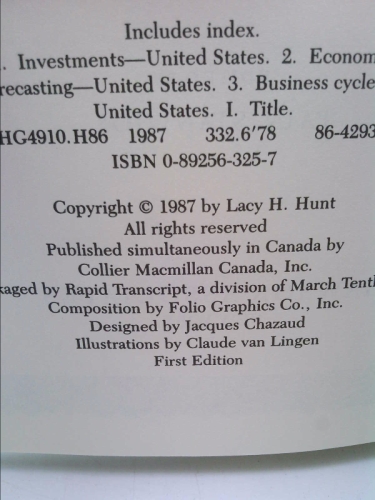 Includes index.
. Investments—United States. 2. Econom
recasting—United States. 3. Business cycle
United States. I. Title.
HG4910.H86 1987 332.6'78 86-4293
ISBN 0-89256-325-7
Copyright © 1987 by Lacy H. Hunt
All rights reserved
Published simultaneously in Canada by
Collier Macmillan Canada, Inc.
kaged by Rapid Transcript, a division of March Tenth
Composition by Folio Graphics Co., Inc.
Designed by Jacques Chazaud
Illustrations by Claude van Lingen
First Edition